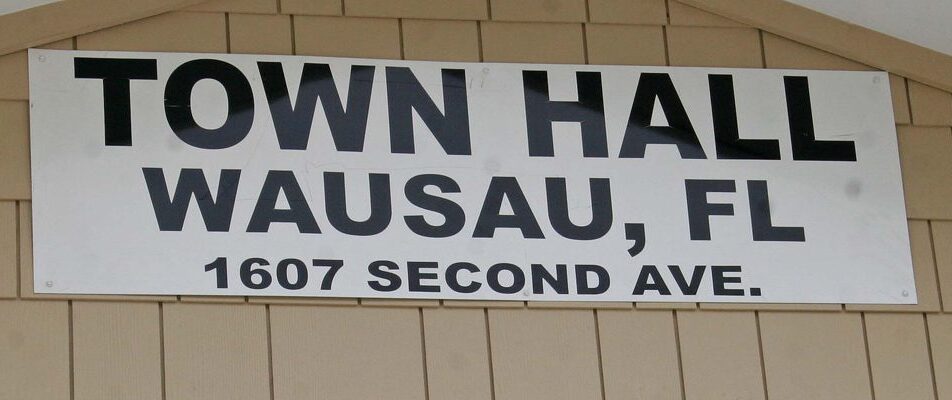 TOWN HALL
WAUSAU, FL
1607 SECOND AVE.